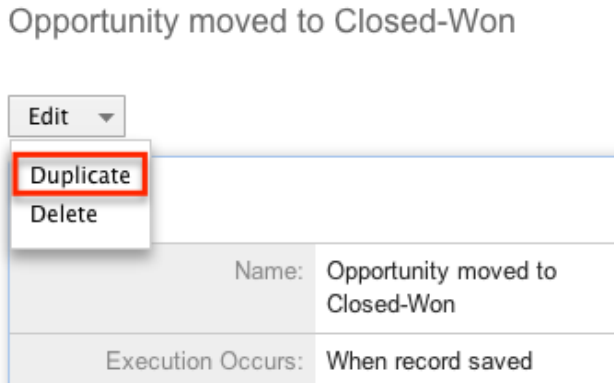 Opportunity moved to Closed-Won
Edit
Duplicate
Delete
Name: Opportunity moved to
Closed-Won
Execution Occurs: When record saved